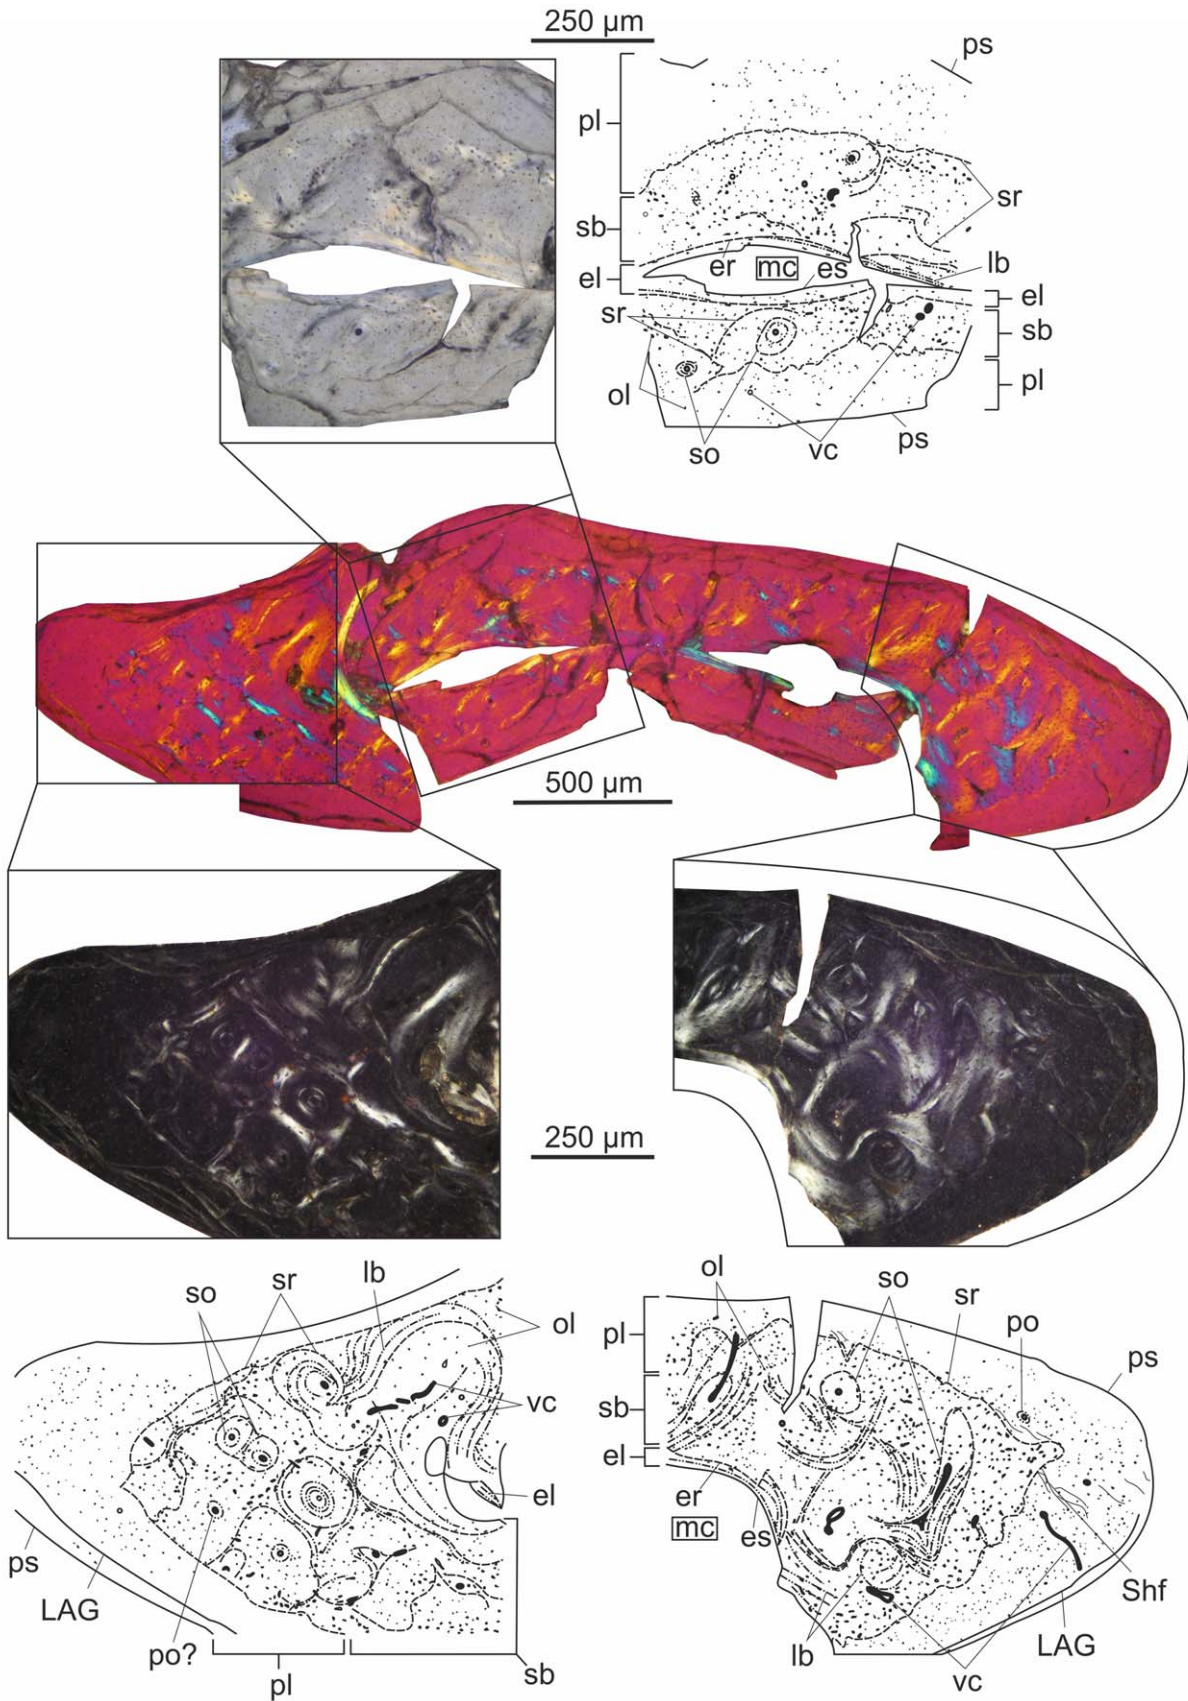 250 µm
ps
pl
sr
sb
er mc es
lb
el
el
sr
sb
pl
ol
ps
so
vc
500 µm
250 µm
so
sr
lb
ol
vc
el
ps
LAG
po?
pl
sb
ol
so
sr
po
ps
pl
sb
el
er
mc
es
Shf
lb
LAG
vc